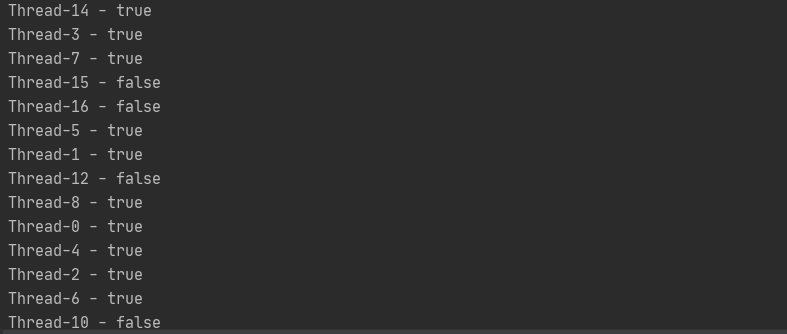 Thread-14 - true
Thread-3 - true
Thread-7 - true
Thread-15 - false
Thread-16 - false
Thread-5 - true
Thread-1 - true
Thread-12 - false
Thread-8 - true
Thread-0 - true
Thread-4 - true
Thread-2 - true
Thread-6 - true
Thread-10 - false